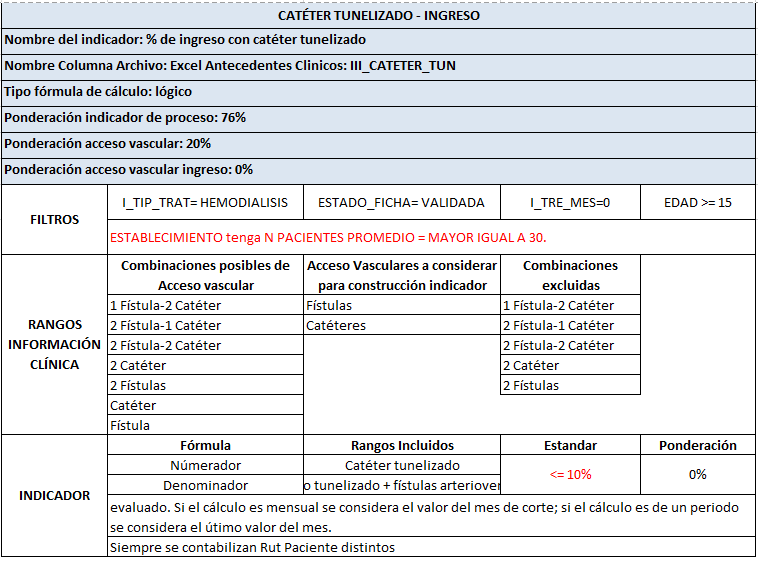 CATÉTER TUNELIZADO - INGRESO
Nombre del indicador: % de ingreso con catéter tunelizado
Nombre Columna Archivo: Excel Antecedentes Clinicos: III_CATETER_TUN
Tipo fórmula de cálculo: lógico
Ponderación indicador de proceso: 76%
Ponderación acceso vascular: 20%
Ponderación acceso vascular ingreso: 0%
FILTROS
I_TIP_TRAT= HEMODIALISIS
ESTADO_FICHA= VALIDADA
I_TRE_MES=0
EDAD >= 15
ESTABLECIMIENTO tenga N PACIENTES PROMEDIO = MAYOR IGUAL A 30.
RANGOS
INFORMACIÓN
CLÍNICA
Combinaciones posibles de
Acceso vascular
1 Fístula-2 Catéter
2 Fístula-1 Catéter
2 Fístula-2 Catéter
2 Catéter
2 Fístulas
Catéter
Fístula
Acceso Vasculares a considerar
para construcción indicador
Fístulas
Catéteres
Combinaciones
excluidas
1 Fístula-2 Catéter
2 Fístula-1 Catéter
2 Fístula-2 Catéter
2 Catéter
2 Fístulas
INDICADOR
Fórmula
Rangos Incluidos
Estandar
Ponderación
Númerador
Catéter tunelizado
<= 10%
0%
Denominador
o tunelizado + fístulas arteriover
evaluado. Si el cálculo es mensual se considera el valor del mes de corte; si el cálculo es de un periodo
se considera el útimo valor del mes.
Siempre se contabilizan Rut Paciente distintos